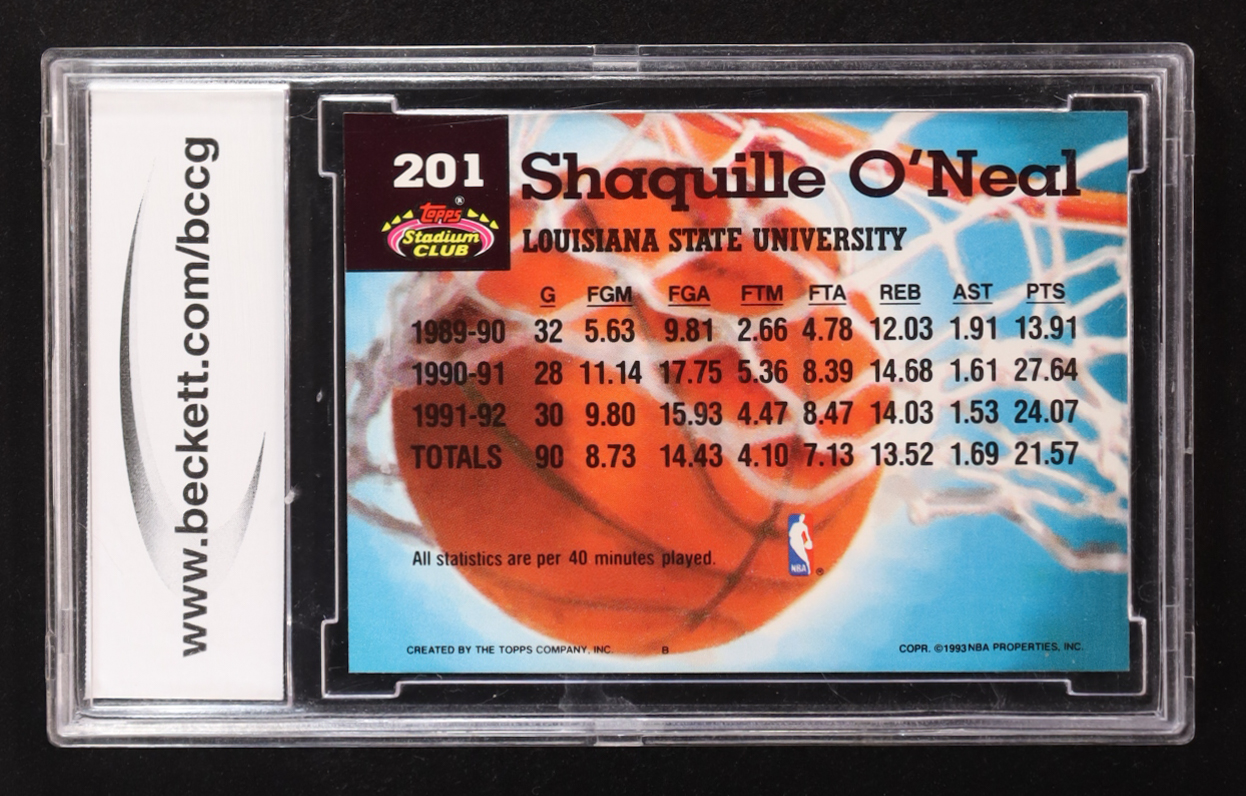 www.beckett.com/bccg
201
Topps ®
Stadium
CLUB
Shaquille O'Neal
LOUISIANA STATE UNIVERSITY
G FGM FGA FTM FTA REB AST PTS
1989-90 32 5.63 9.81 2.66 4.78 12.03 1.91 13.91
1990-91 28 11.14 17.75 5.36 8.39 14.68 1.61 27.64
1991-92 30 9.80 15.93 4.47 8.47 14.03 1.53 24.07
TOTALS 90 8.73 14.43 4.10 7.13 13.52 1.69 21.57
All statistics are per 40 minutes played.
NBA ®
CREATED BY THE TOPPS COMPANY, INC. B COPR. ©1993 NBA PROPERTIES, INC.